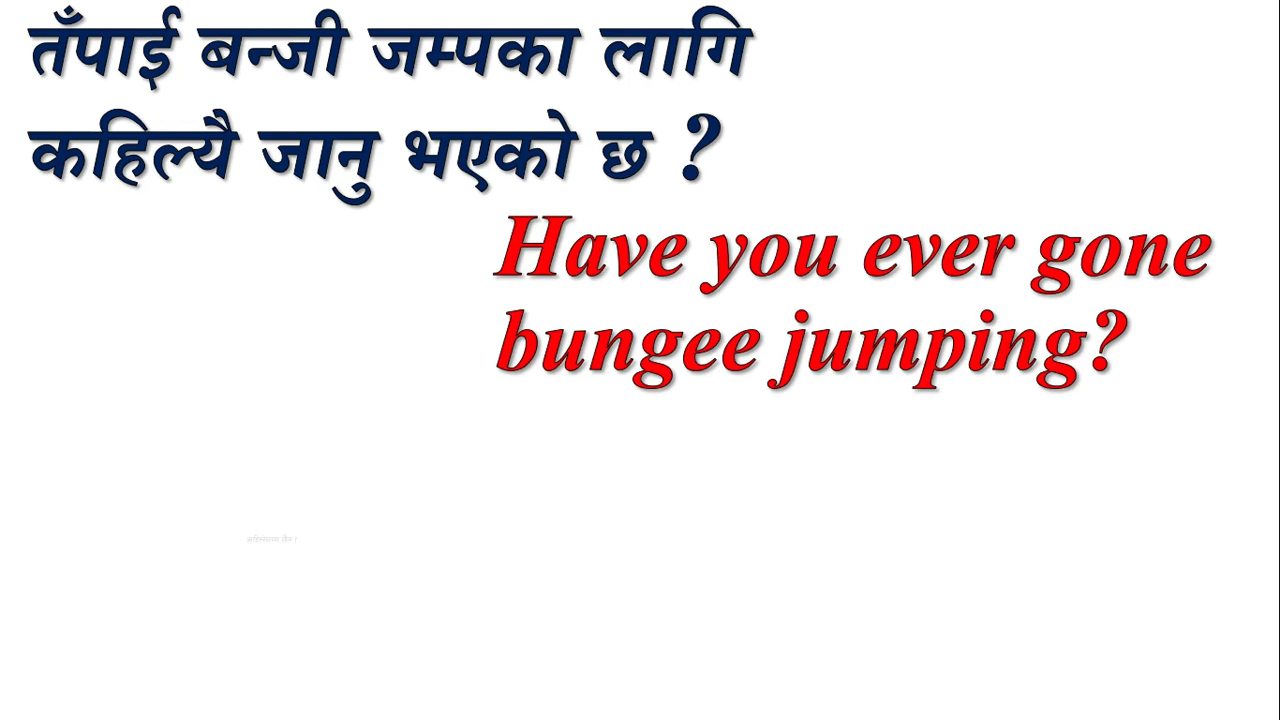 तँपाई बन्जी जम्पका लागि
कहिल्यै जानु भएको छ ?
Have you ever gone
bungee jumping?